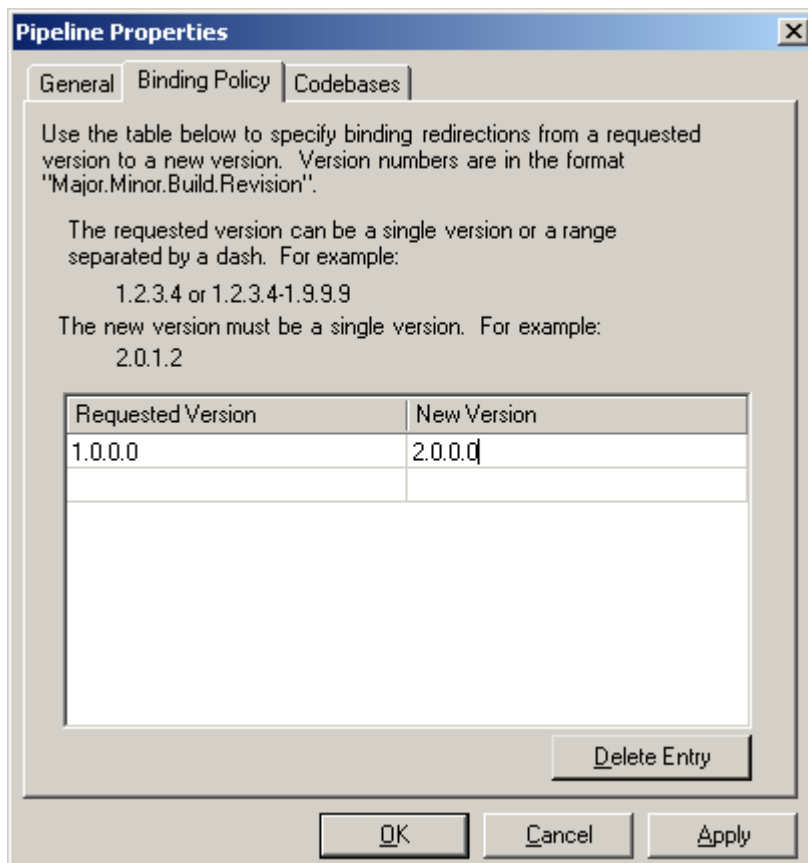 Pipeline Properties
General Binding Policy Codebases
Use the table below to specify binding redirections from a requested
version to a new version. Version numbers are in the format
"Major.Minor.Build.Revision".
The requested version can be a single version or a range
separated by a dash. For example:
1.2.3.4 or 1.2.3.4-1.9.9.9
The new version must be a single version. For example:
2.0.1.2
Requested Version New Version
1.0.0.0 2.0.0.0
Delete Entry
OK Cancel Apply